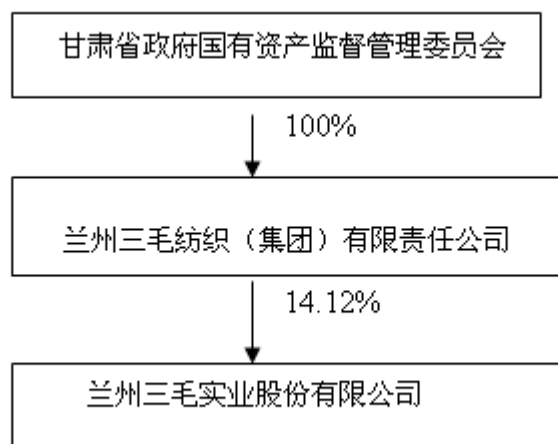 甘肃省政府国有资产监督管理委员会
100%
兰州三毛纺织（集团）有限责任公司
14.12%
兰州三毛实业股份有限公司